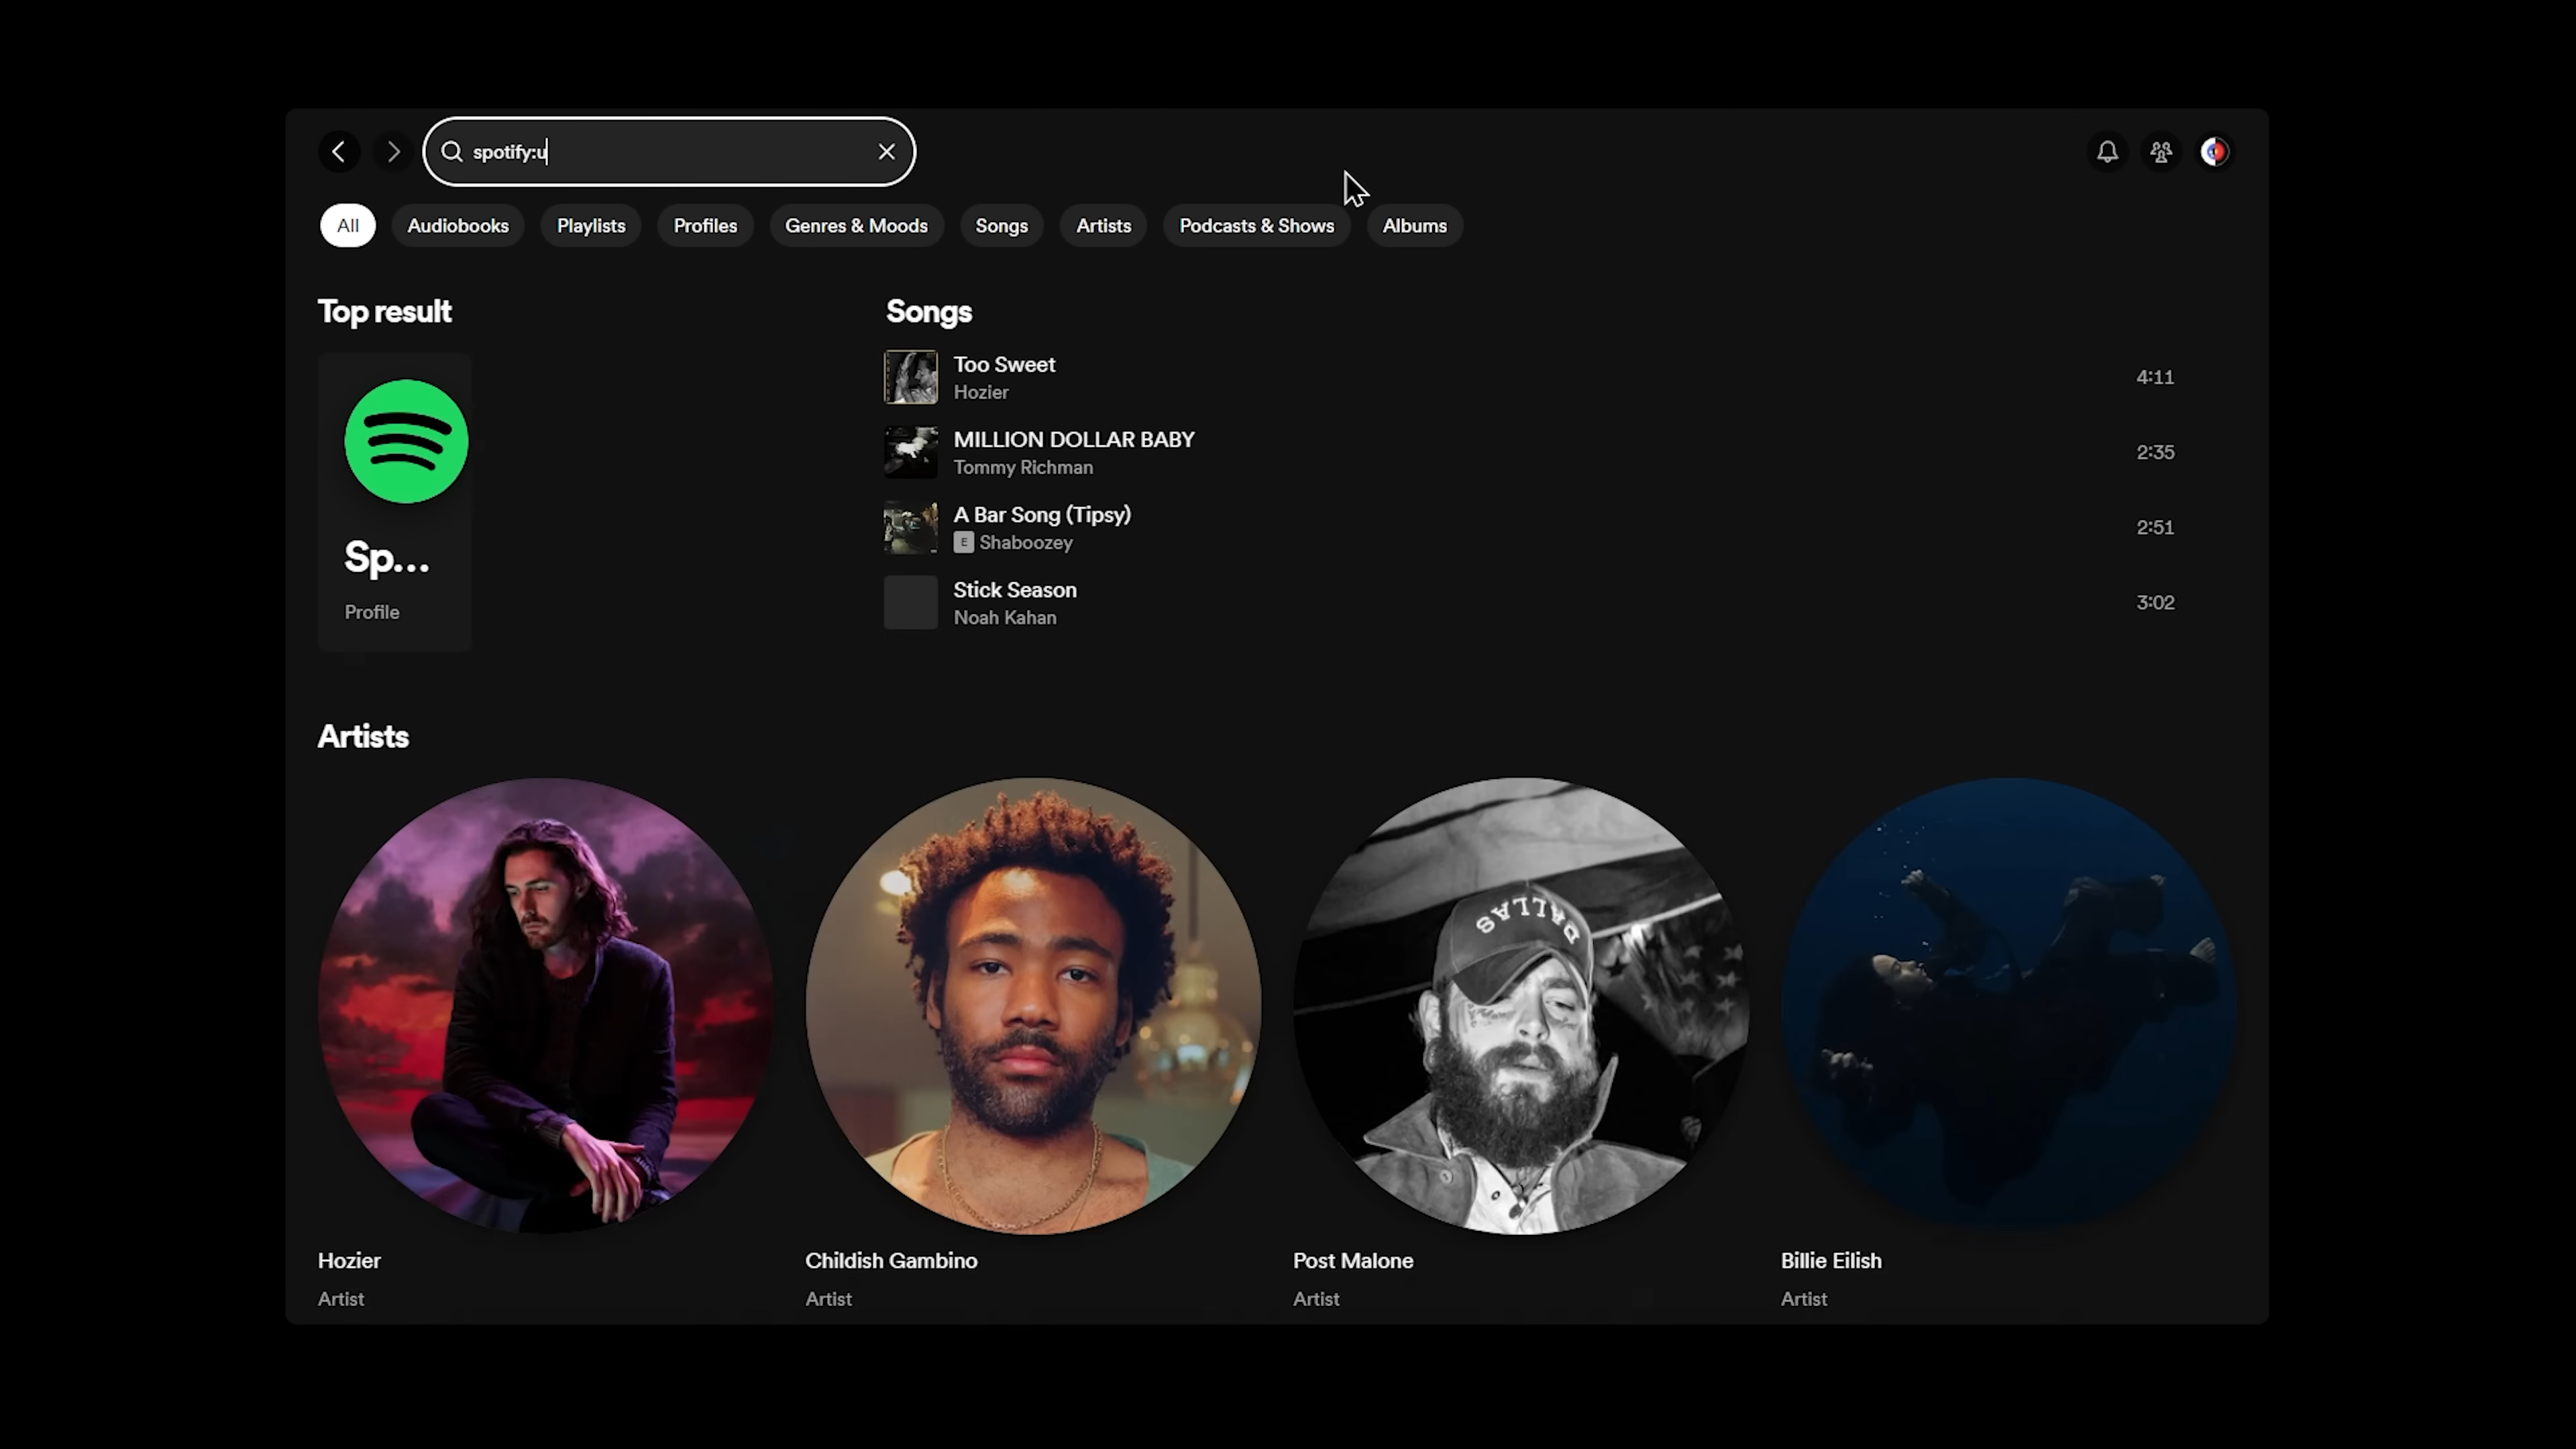 spotify:u
All Audiobooks Playlists Profiles Genres & Moods Songs Artists Podcasts & Shows Albums
Top result
Sp...
Profile
Songs
Too Sweet 4:11
Hozier
MILLION DOLLAR BABY 2:35
Tommy Richman
A Bar Song (Tipsy) 2:51
E Shaboozey
Stick Season 3:02
Noah Kahan
Artists
DALLAS
Hozier
Artist
Childish Gambino
Artist
Post Malone
Artist
Billie Eilish
Artist